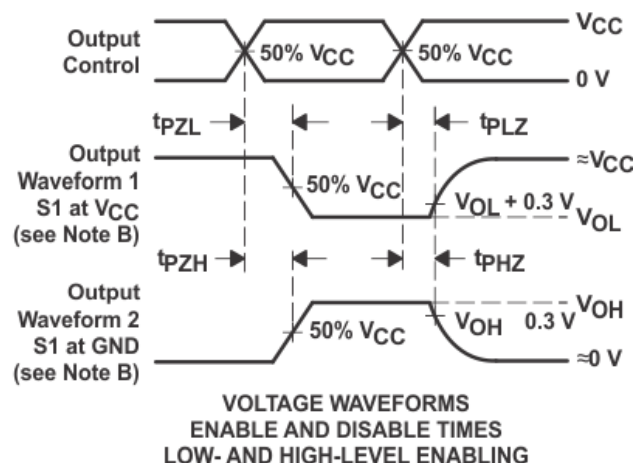 Output
Control
50% VCC
50% VCC
VCC
0 V
tPZL
tPLZ
Output
Waveform 1
S1 at VCC
(see Note B)
50% VCC
≈VCC
VOL + 0.3 V
VOL
tPZH
tPHZ
Output
Waveform 2
S1 at GND
(see Note B)
50% VCC
VOH 0.3 V
VOH
≈0 V
VOLTAGE WAVEFORMS
ENABLE AND DISABLE TIMES
LOW- AND HIGH-LEVEL ENABLING